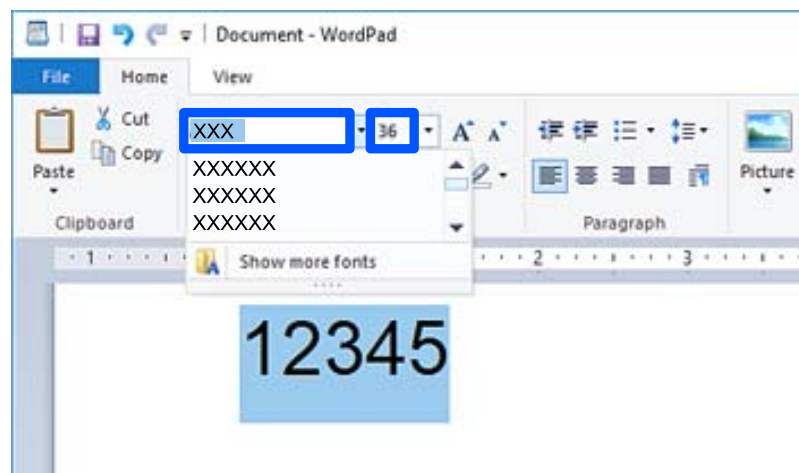 Document - WordPad
File Home View
Cut
Copy
Paste
Clipboard
XXX
36
A A
XXXXXX
XXXXXX
XXXXXX
Show more fonts
Paragraph
Picture
1 2 3
12345